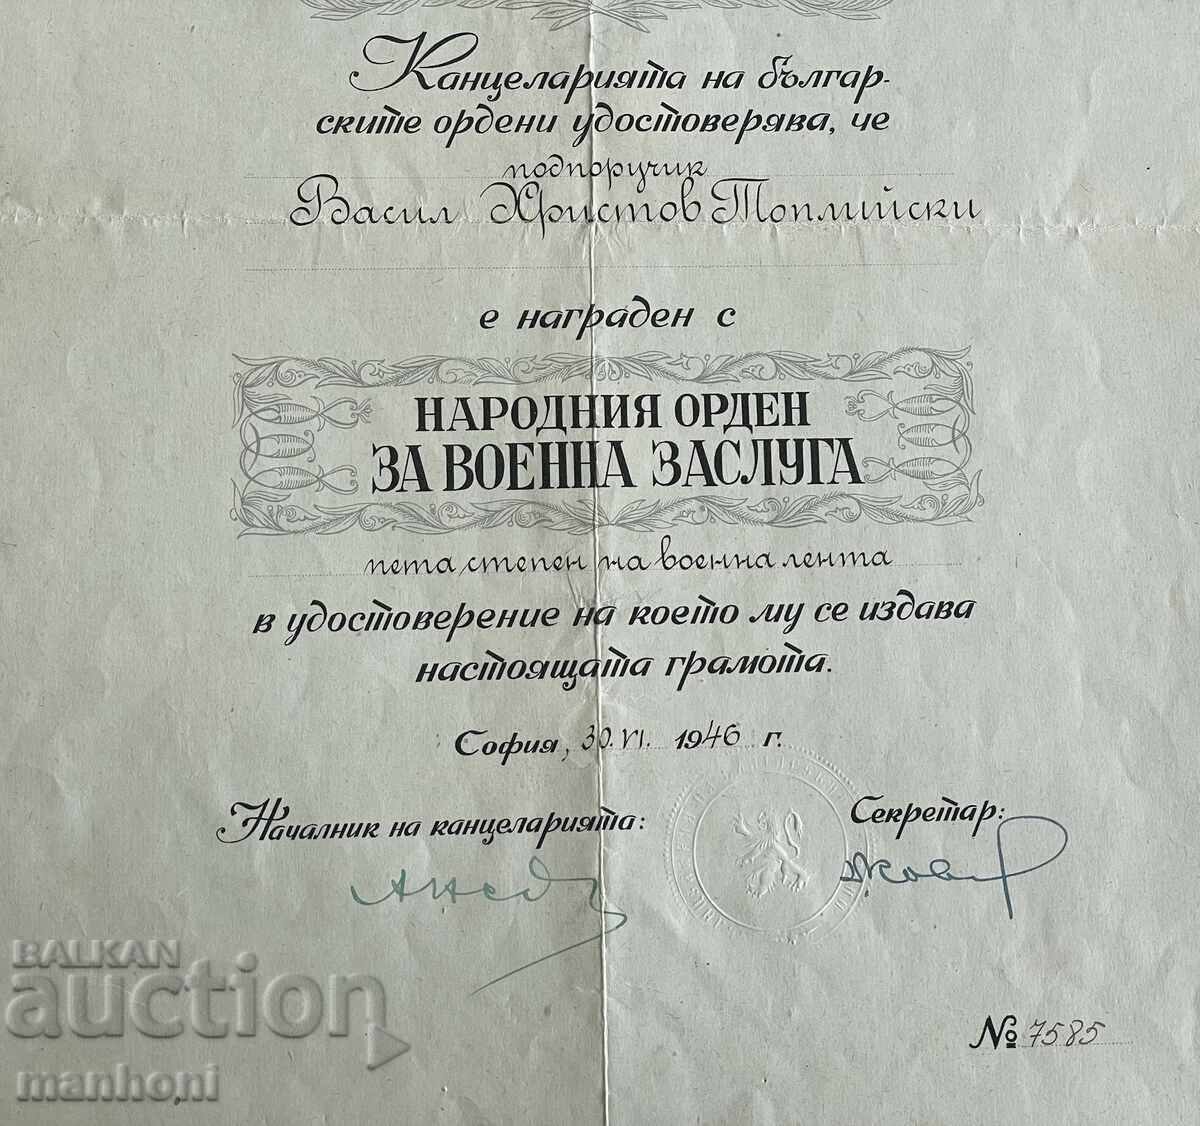 Канцеларията на българ-
ските ордени удостоверява, че
подпоручик
Васил Христов Топлийски
е награден с
НАРОДНИЯ ОРДЕН
ЗА ВОЕННА ЗАСЛУГА
пета степен на военна лента
в удостоверение на което му се издава
настоящата грамота.
София, 30.VI. 1946 г.
Началник на канцеларията:
Секретар:
№ 7585
BALKAN
auction
manhoni